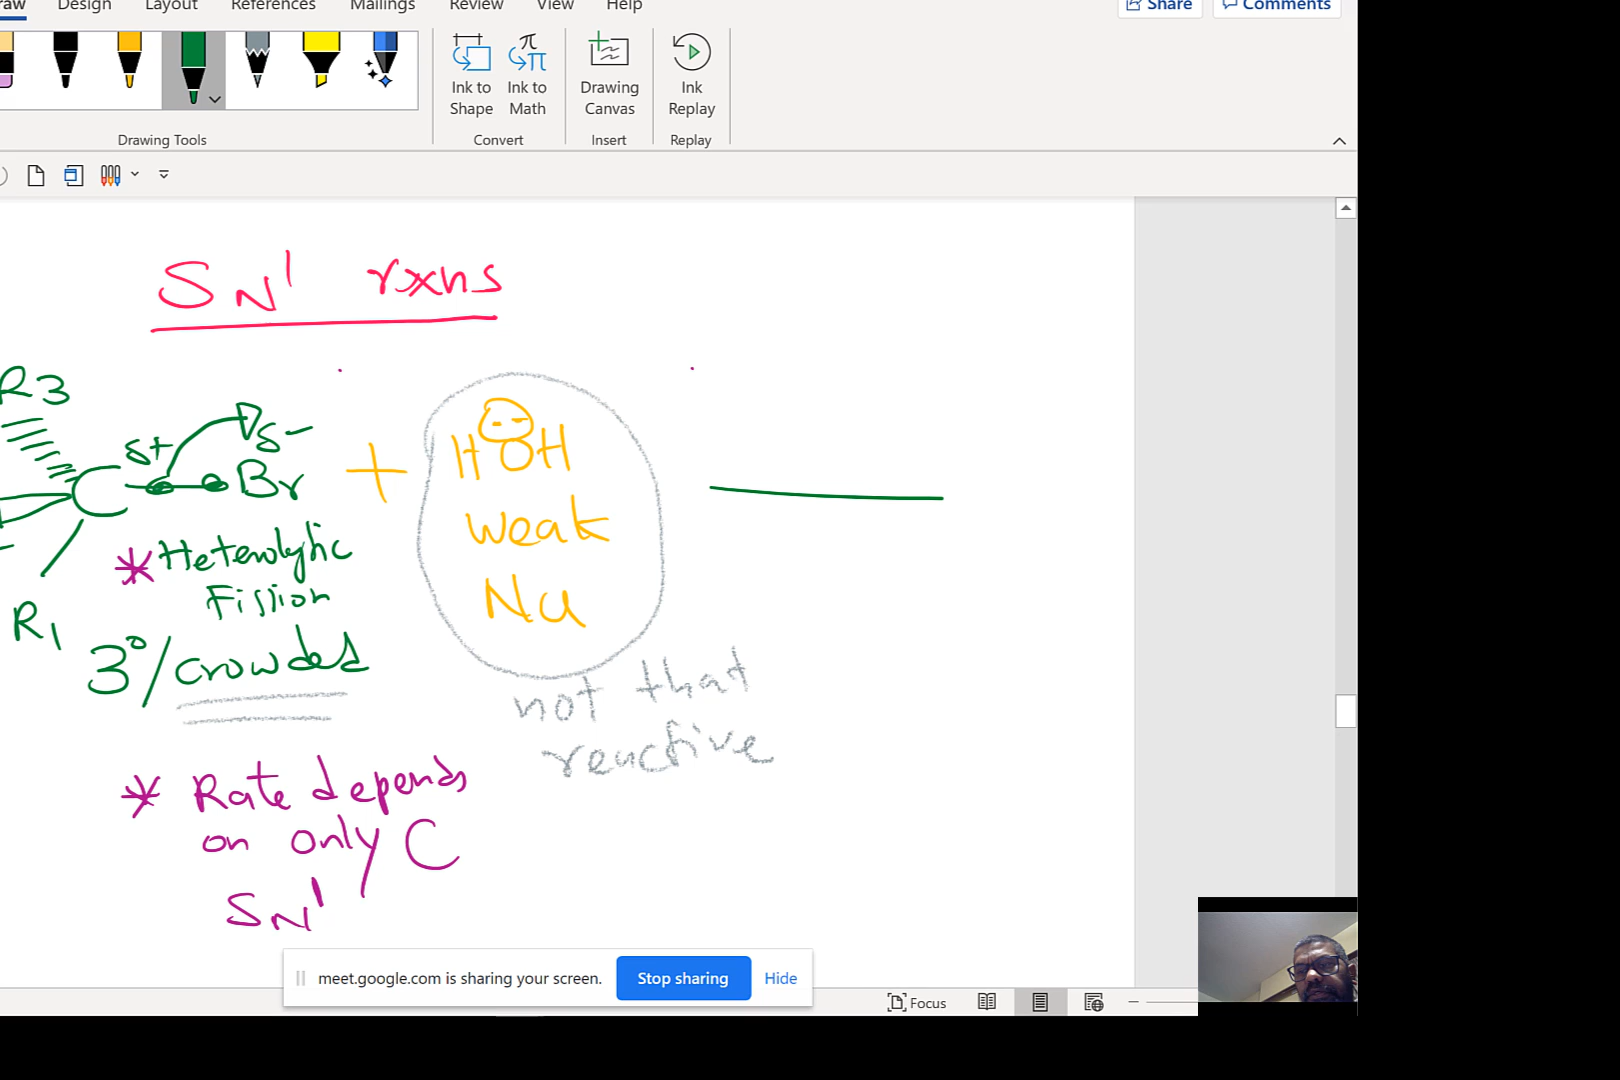 Design Layout References Mailings Review View Help Share Comments
Ink to Shape Ink to Math Drawing Canvas Ink Replay
Drawing Tools Convert Insert Replay
SN1 rxns
R3
δ+ δ-
C Br + HOH
weak
Nu
* Heterolytic
Fission
R1
3°/crowded
not that
reactive
* Rate depends
on only C
SN1
meet.google.com is sharing your screen. Stop sharing Hide
Focus